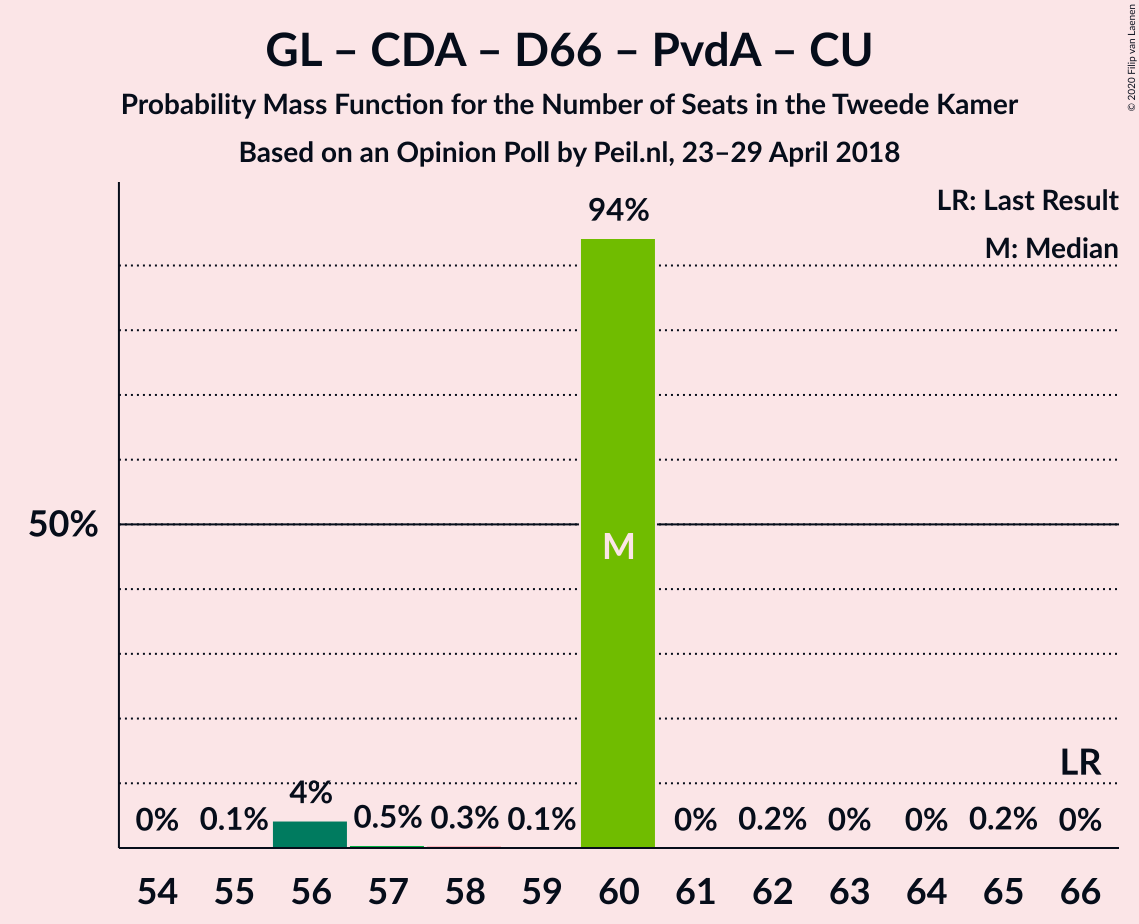 GL – CDA – D66 – PvdA – CU
Probability Mass Function for the Number of Seats in the Tweede Kamer
Based on an Opinion Poll by Peil.nl, 23–29 April 2018
© 2020 Filip van Laenen
LR: Last Result
M: Median
94%
50%
M
LR
0% 0.1% 4% 0.5% 0.3% 0.1% 0% 0.2% 0% 0% 0.2% 0%
54 55 56 57 58 59 60 61 62 63 64 65 66